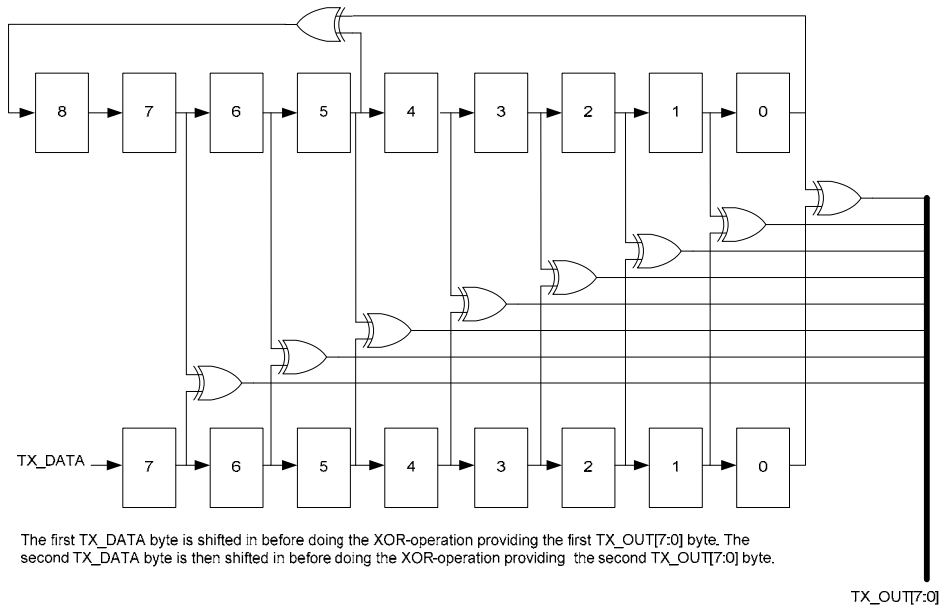 8 7 6 5 4 3 2 1 0
TX_DATA 7 6 5 4 3 2 1 0
The first TX_DATA byte is shifted in before doing the XOR-operation providing the first TX_OUT[7:0] byte. The
second TX_DATA byte is then shifted in before doing the XOR-operation providing the second TX_OUT[7:0] byte.
TX_OUT[7:0]